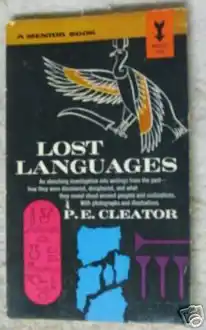 A MENTOR BOOK
LOST
LANGUAGES
An absorbing investigation into writings from the past—
how they were discovered, deciphered, and what
they reveal about ancient peoples and civilizations.
With photographs and illustrations.
P. E. CLEATOR